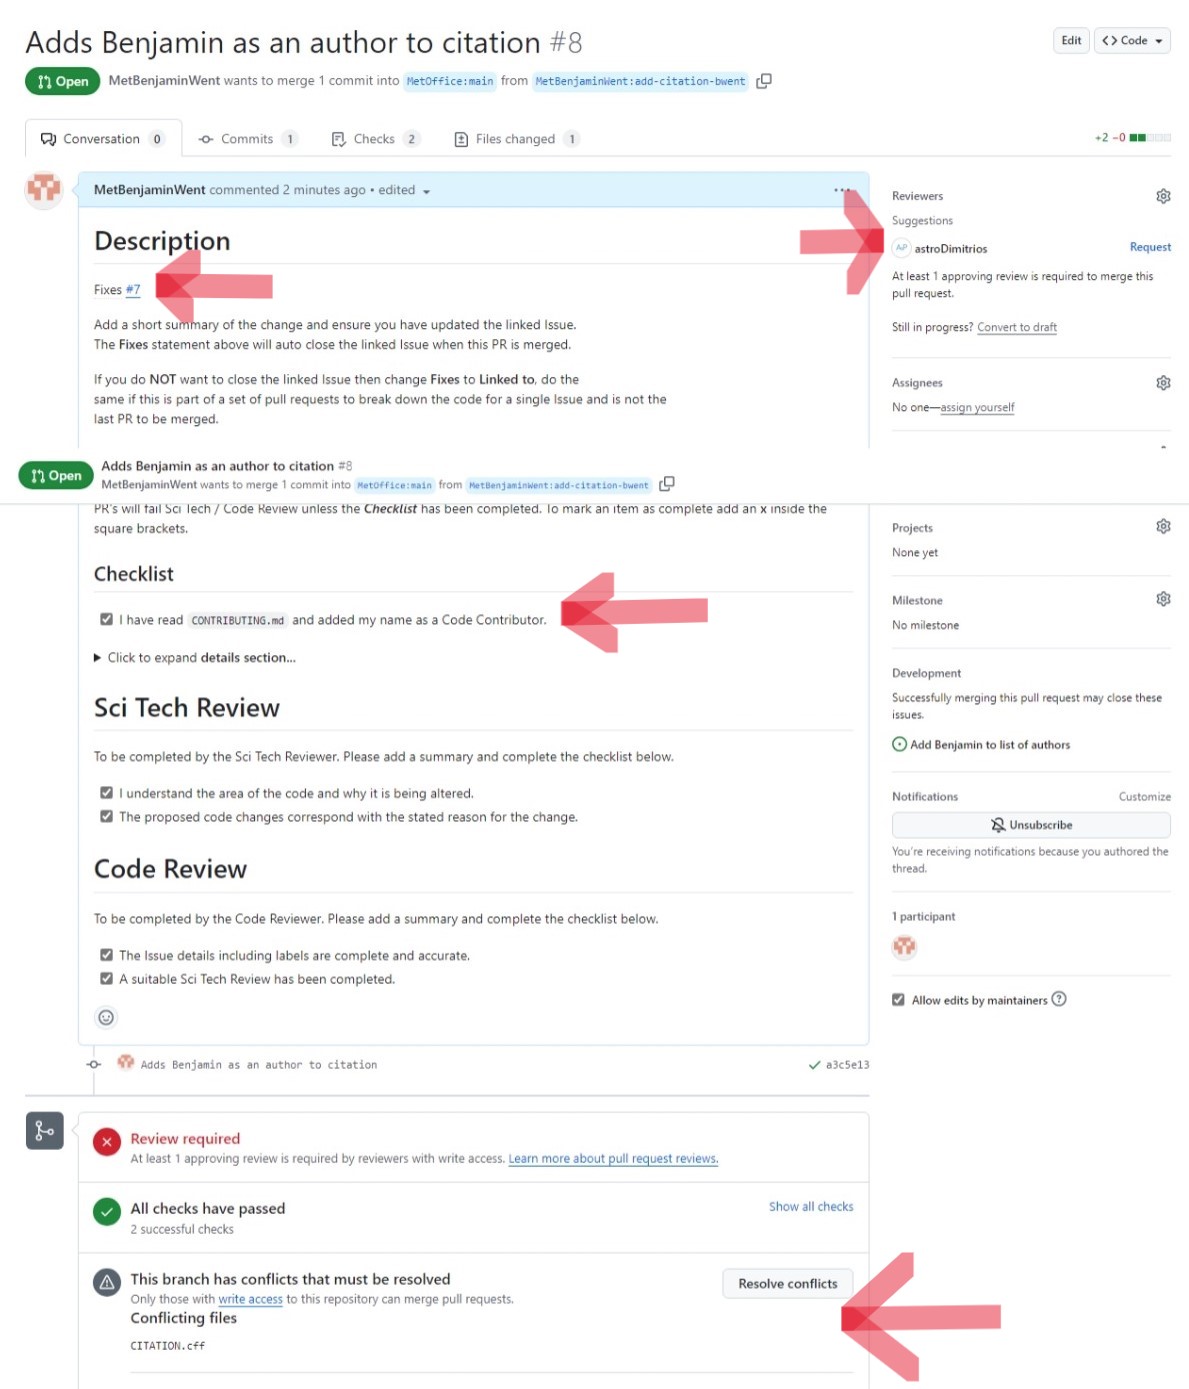 Adds Benjamin as an author to citation #8
Edit
<> Code
Open
MetBenjaminWent wants to merge 1 commit into MetOffice:main from MetBenjaminWent:add-citation-bwent
Conversation 0
Commits 1
Checks 2
Files changed 1
+2 −0
MetBenjaminWent commented 2 minutes ago • edited
Description
Fixes #7
Add a short summary of the change and ensure you have updated the linked Issue.
The Fixes statement above will auto close the linked Issue when this PR is merged.
If you do NOT want to close the linked Issue then change Fixes to Linked to, do the
same if this is part of a set of pull requests to break down the code for a single Issue and is not the
last PR to be merged.
Reviewers
Suggestions
AP astroDimitrios
Request
At least 1 approving review is required to merge this
pull request.
Still in progress? Convert to draft
Assignees
No one—assign yourself
Open
Adds Benjamin as an author to citation #8
MetBenjaminWent wants to merge 1 commit into MetOffice:main from MetBenjaminWent:add-citation-bwent
PR's will fail Sci Tech / Code Review unless the Checklist has been completed. To mark an item as complete add an x inside the
square brackets.
Checklist
I have read CONTRIBUTING.md and added my name as a Code Contributor.
Click to expand details section...
Sci Tech Review
To be completed by the Sci Tech Reviewer. Please add a summary and complete the checklist below.
I understand the area of the code and why it is being altered.
The proposed code changes correspond with the stated reason for the change.
Code Review
To be completed by the Code Reviewer. Please add a summary and complete the checklist below.
The Issue details including labels are complete and accurate.
A suitable Sci Tech Review has been completed.
Projects
None yet
Milestone
No milestone
Development
Successfully merging this pull request may close these
issues.
Add Benjamin to list of authors
Notifications
Customize
Unsubscribe
You're receiving notifications because you authored the
thread.
1 participant
Allow edits by maintainers
Adds Benjamin as an author to citation
a3c5e13
Review required
At least 1 approving review is required by reviewers with write access. Learn more about pull request reviews.
All checks have passed
2 successful checks
Show all checks
This branch has conflicts that must be resolved
Only those with write access to this repository can merge pull requests.
Resolve conflicts
Conflicting files
CITATION.cff